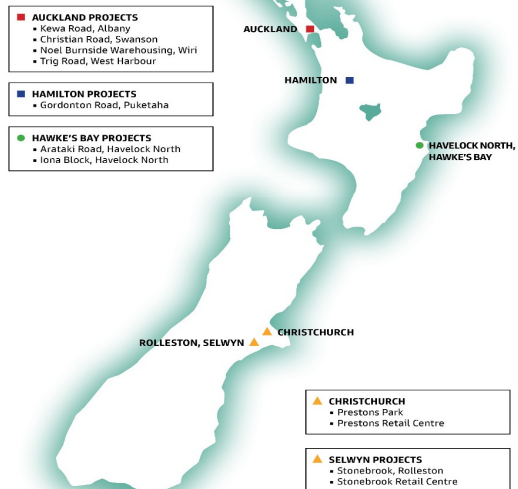 AUCKLAND PROJECTS
▪ Kewa Road, Albany
▪ Christian Road, Swanson
▪ Noel Burnside Warehousing, Wiri
▪ Trig Road, West Harbour
HAMILTON PROJECTS
▪ Gordonton Road, Puketaha
HAWKE'S BAY PROJECTS
▪ Arataki Road, Havelock North
▪ Iona Block, Havelock North
AUCKLAND
HAMILTON
HAVELOCK NORTH,
HAWKE'S BAY
CHRISTCHURCH
ROLLESTON, SELWYN
CHRISTCHURCH
▪ Prestons Park
▪ Prestons Retail Centre
SELWYN PROJECTS
▪ Stonebrook, Rolleston
▪ Stonebrook Retail Centre